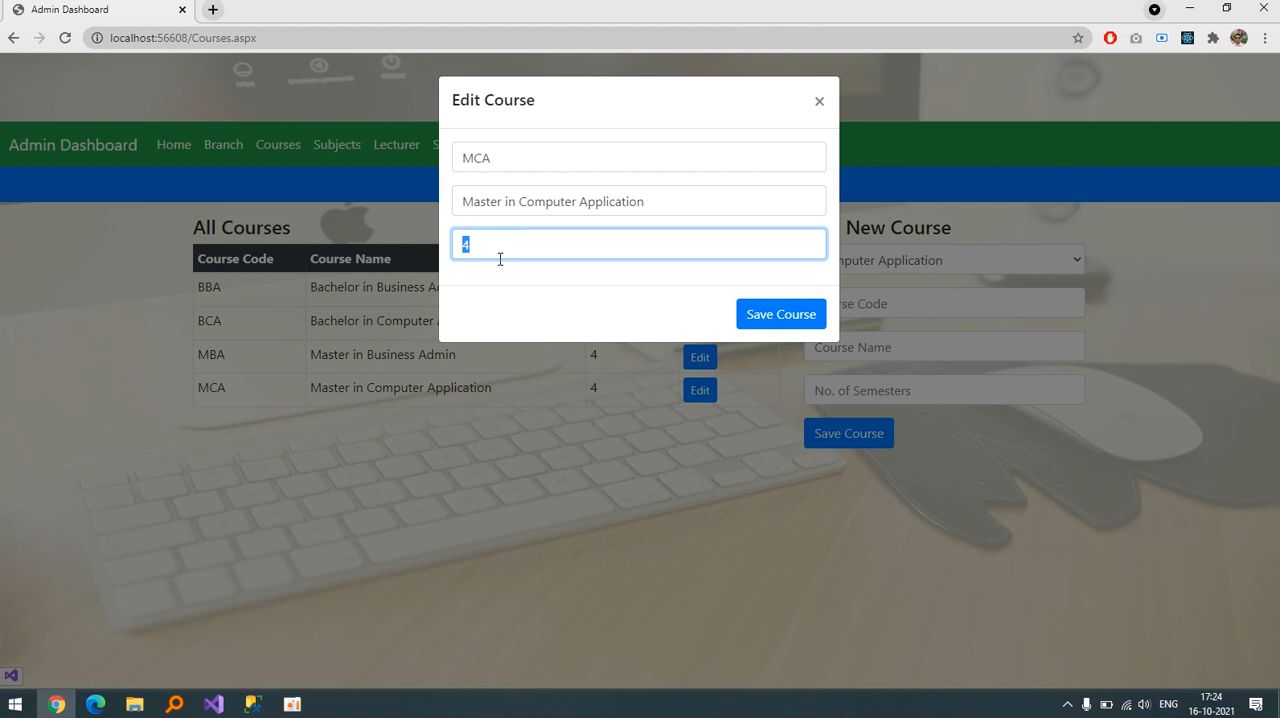 Admin Dashboard
localhost:56608/Courses.aspx
Edit Course
×
MCA
Master in Computer Application
4
Save Course
Admin Dashboard Home Branch Courses Subjects Lecturer S
All Courses
Course Code Course Name
BBA Bachelor in Business Ad
BCA Bachelor in Computer
MBA Master in Business Admin 4 Edit
MCA Master in Computer Application 4 Edit
New Course
puter Application
se Code
Course Name
No. of Semesters
Save Course
ENG
17:24
16-10-2021